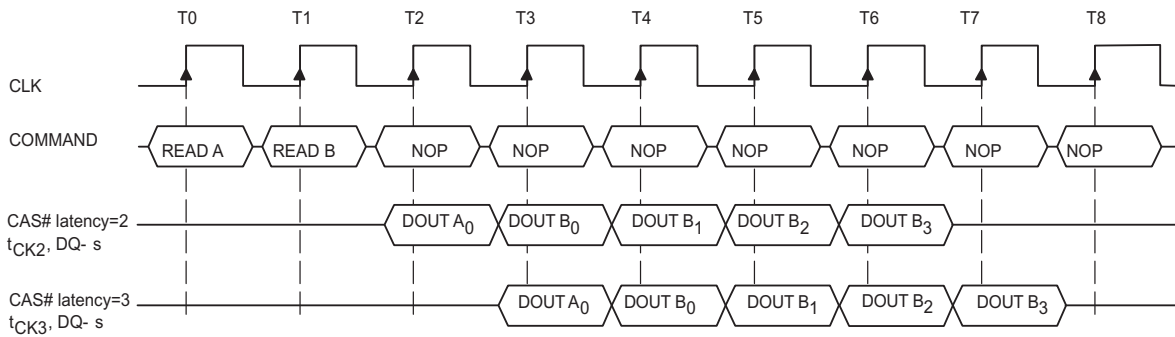 T0 T1 T2 T3 T4 T5 T6 T7 T8
CLK
COMMAND READ A READ B NOP NOP NOP NOP NOP NOP NOP
CAS# latency=2 DOUT A0 DOUT B0 DOUT B1 DOUT B2 DOUT B3
tCK2, DQ- s
CAS# latency=3 DOUT A0 DOUT B0 DOUT B1 DOUT B2 DOUT B3
tCK3, DQ- s